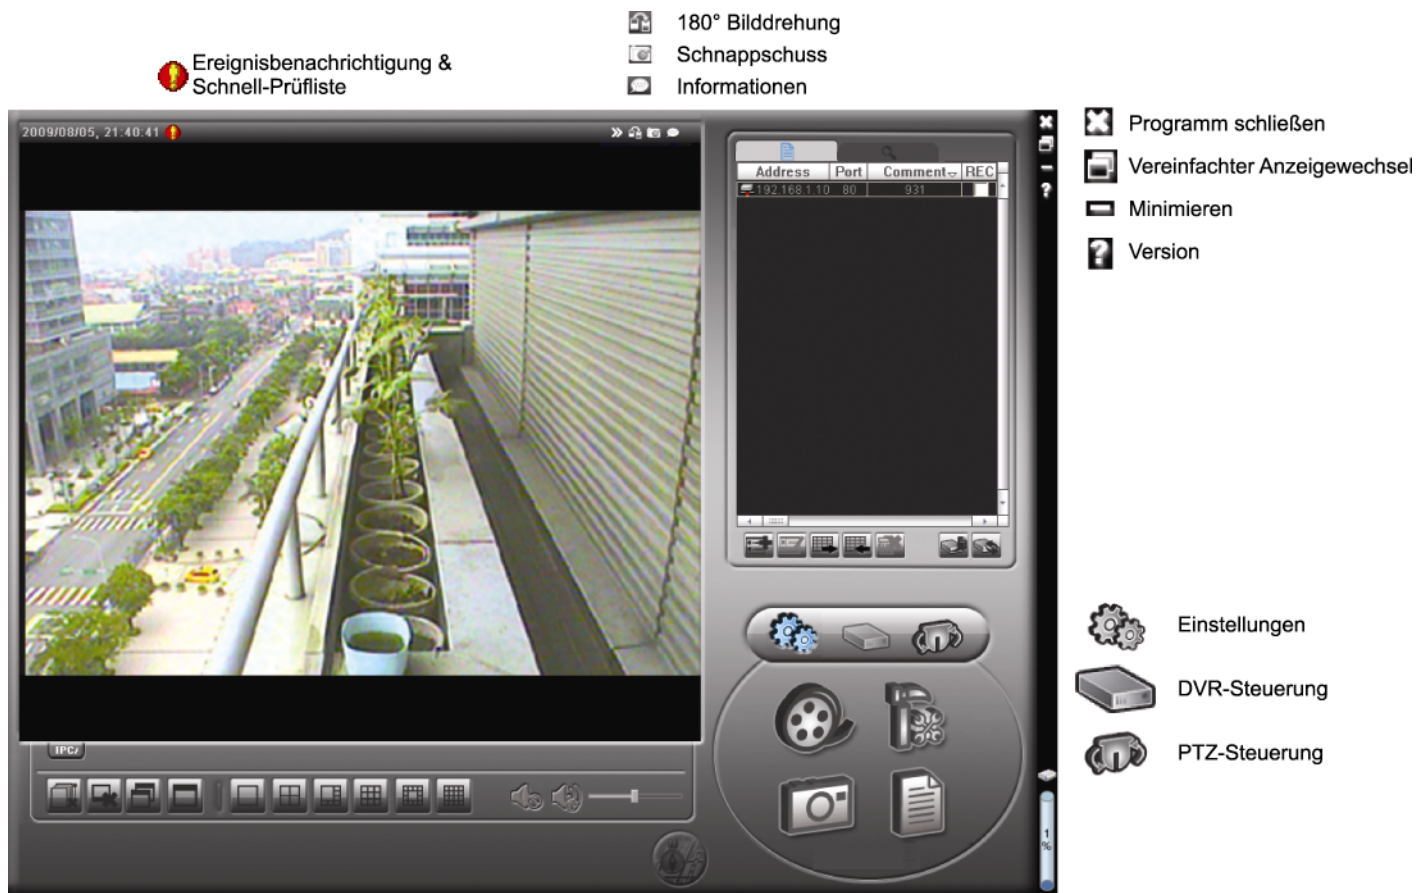 180° Bilddrehung
Schnappschuss
Informationen
Ereignisbenachrichtigung &
Schnell-Prüfliste
2009/08/05, 21:40:41
Address Port Comment REC
192.168.1.10 80 931
Programm schließen
Vereinfachter Anzeigewechsel
Minimieren
? Version
Einstellungen
DVR-Steuerung
PTZ-Steuerung
1
%